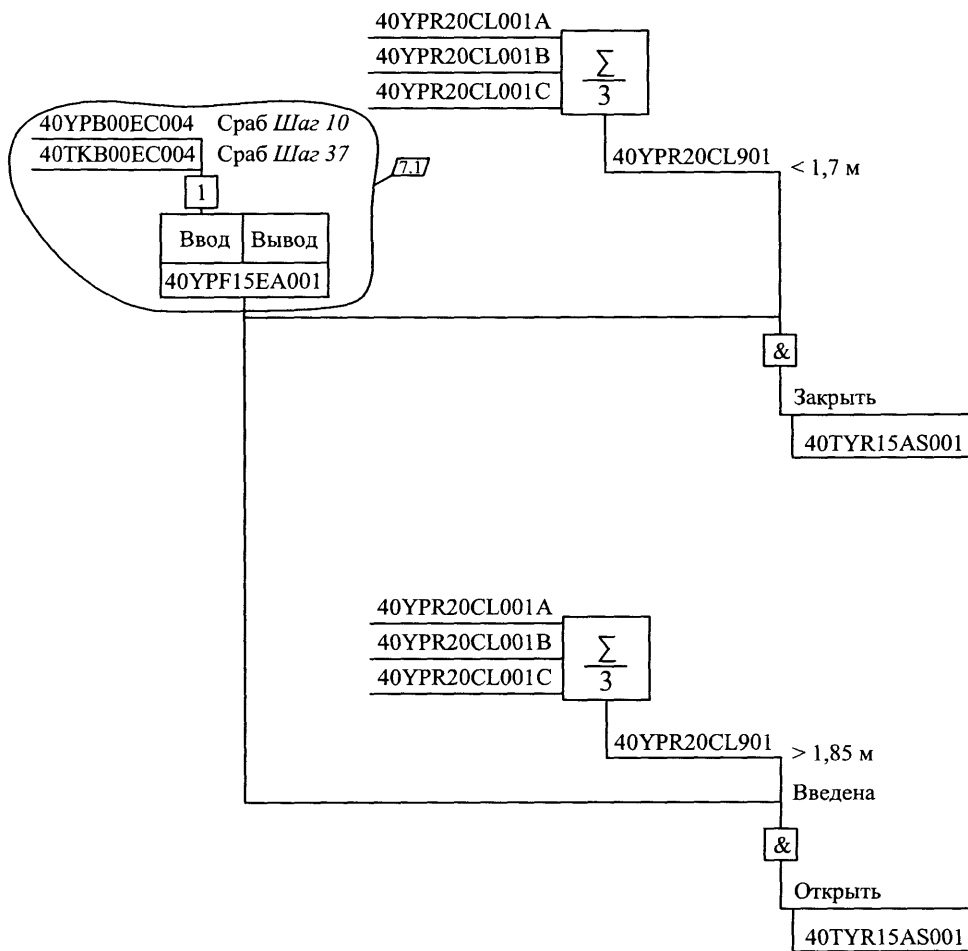 40YPR20CL001A
40YPR20CL001B
40YPR20CL001C
∑
3
40YPR20CL901
< 1,7 м
40YPB00EC004 Сраб Шаг 10
40TKB00EC004 Сраб Шаг 37
7.1
1
Ввод Вывод
40YPF15EA001
&
Закрыть
40TYR15AS001
40YPR20CL001A
40YPR20CL001B
40YPR20CL001C
∑
3
40YPR20CL901
> 1,85 м
Введена
&
Открыть
40TYR15AS001